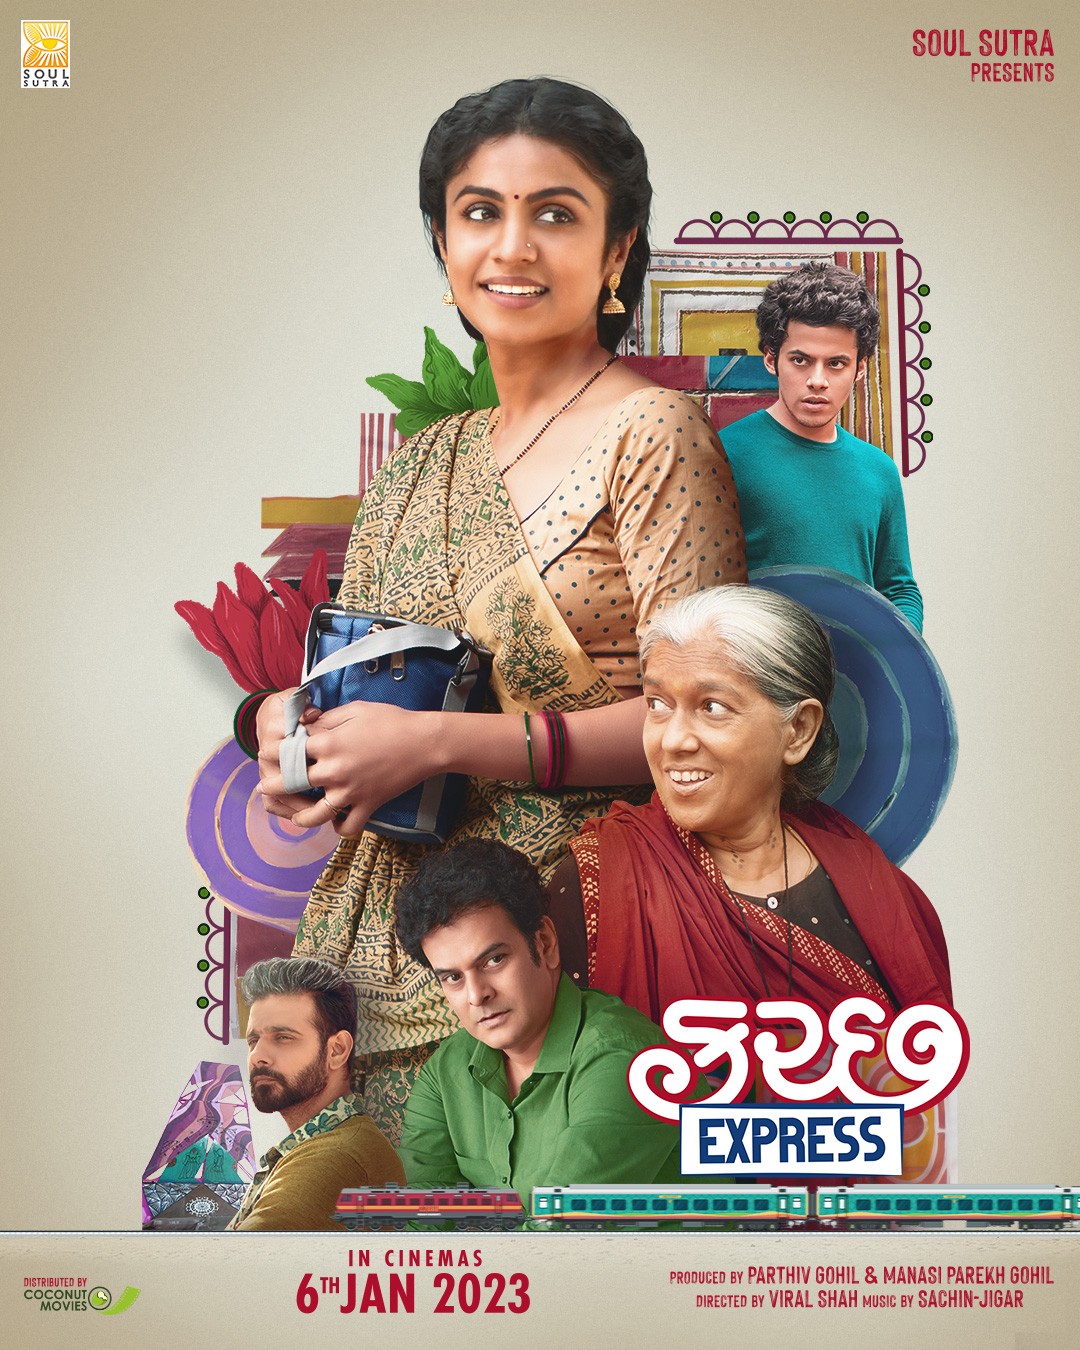 SOUL
SUTRA
SOUL SUTRA
PRESENTS
કચ્છ
EXPRESS
IN CINEMAS
6TH JAN 2023
DISTRIBUTED BY
COCONUT
MOVIES
PRODUCED BY PARTHIV GOHIL & MANASI PAREKH GOHIL
DIRECTED BY VIRAL SHAH MUSIC BY SACHIN-JIGAR